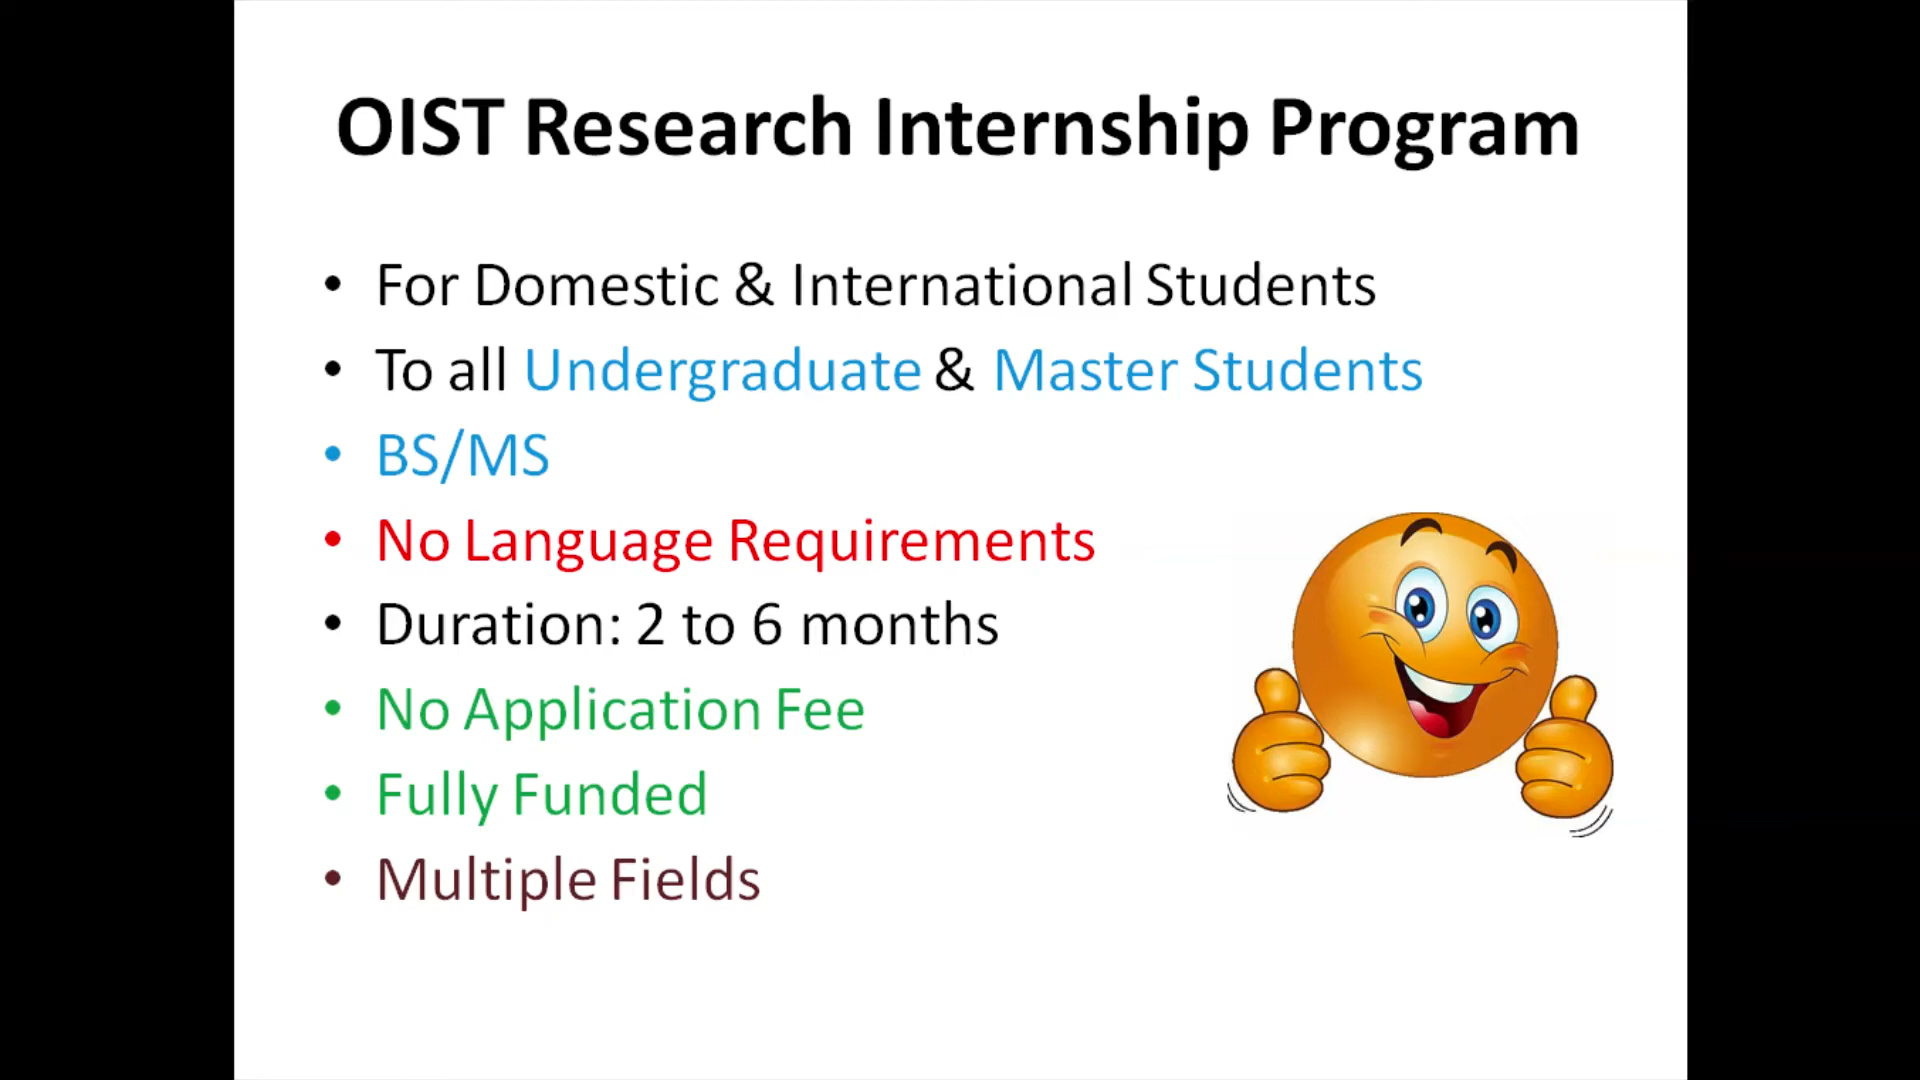 OIST Research Internship Program
• For Domestic & International Students
• To all Undergraduate & Master Students
• BS/MS
• No Language Requirements
• Duration: 2 to 6 months
• No Application Fee
• Fully Funded
• Multiple Fields